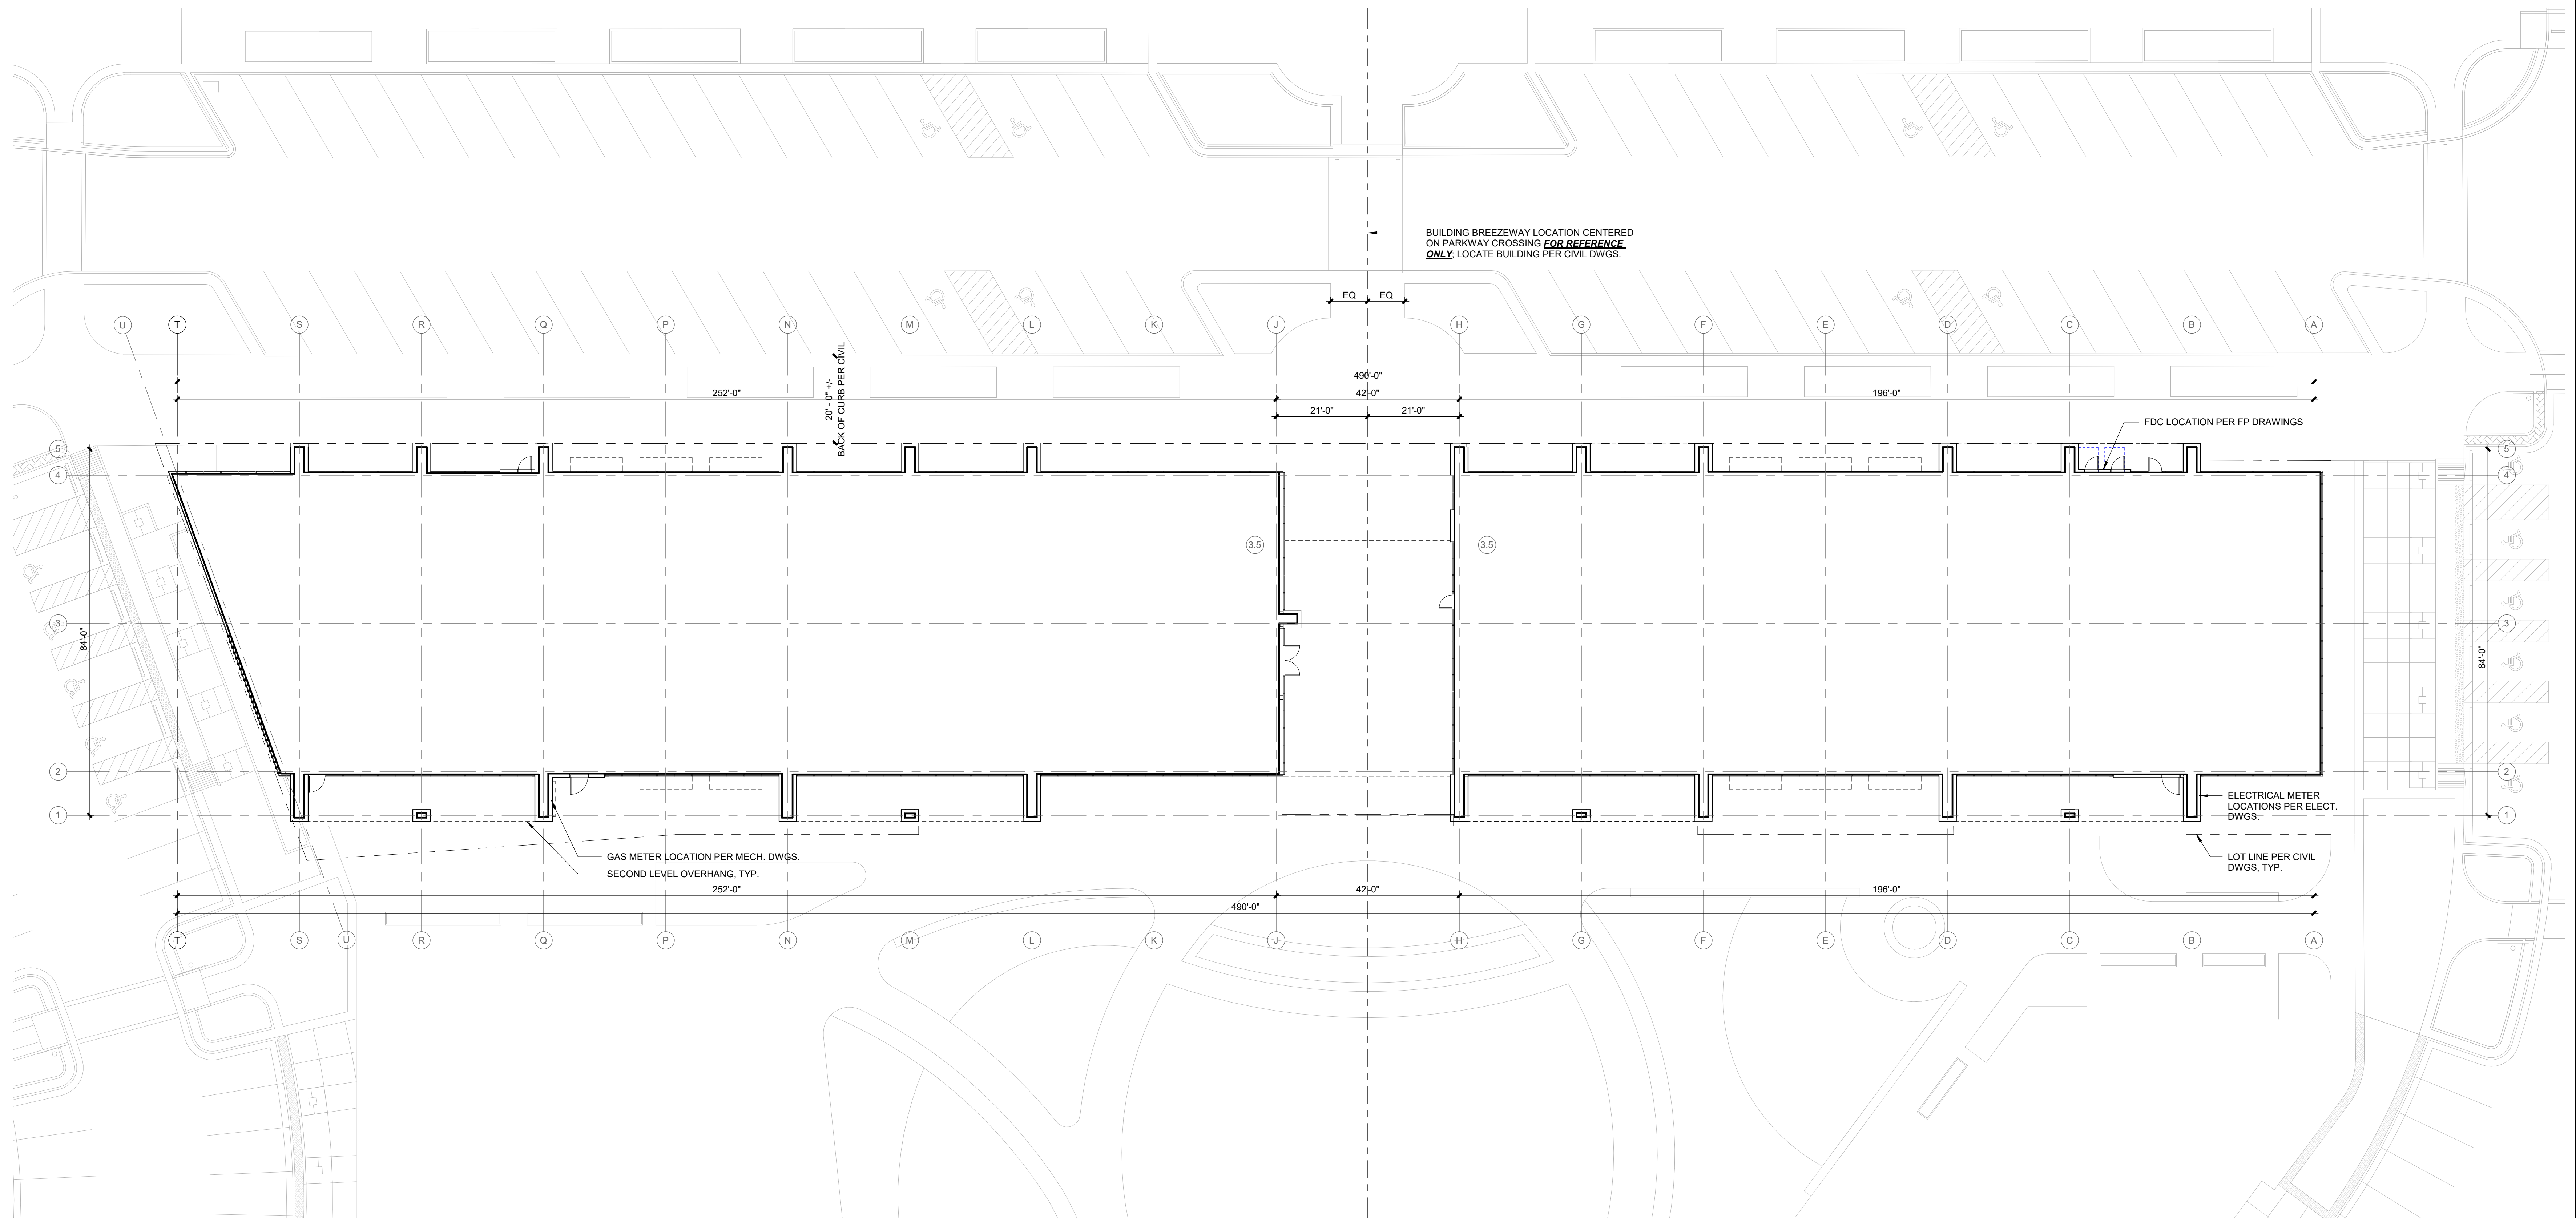 BUILDING BREEZEWAY LOCATION CENTERED
ON PARKWAY CROSSING FOR REFERENCE
ONLY; LOCATE BUILDING PER CIVIL DWGS.
EQ EQ
U T S R Q P N M L K J H G F E D C B A
490'-0"
252'-0" 42'-0" 196'-0"
21'-0" 21'-0"
20' - 0" +/-
BACK OF CURB PER CIVIL
FDC LOCATION PER FP DRAWINGS
5 5
4 4
3.5 3.5
3 3
84'-0" 84'-0"
2 2
1 1
ELECTRICAL METER
LOCATIONS PER ELECT.
DWGS.
GAS METER LOCATION PER MECH. DWGS.
SECOND LEVEL OVERHANG, TYP.
LOT LINE PER CIVIL
DWGS, TYP.
252'-0" 42'-0" 196'-0"
490'-0"
T S U R Q P N M L K J H G F E D C B A